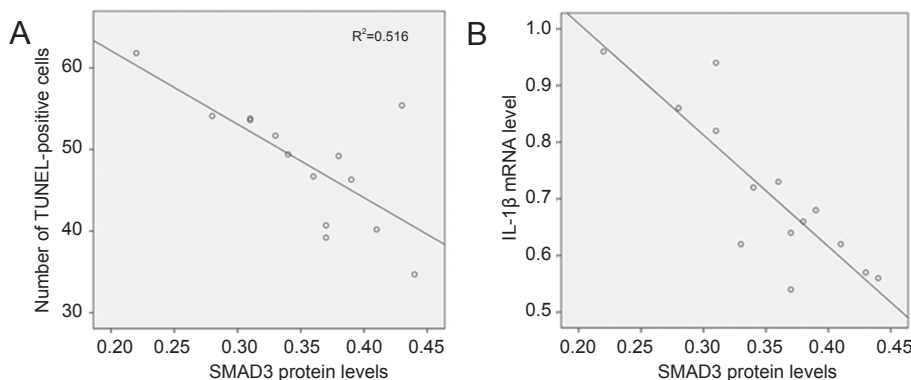 A
R²=0.516
Number of TUNEL-positive cells
60
50
40
30
0.20 0.25 0.30 0.35 0.40 0.45
SMAD3 protein levels
B
IL-1β mRNA level
1.0
0.9
0.8
0.7
0.6
0.5
0.20 0.25 0.30 0.35 0.40 0.45
SMAD3 protein levels